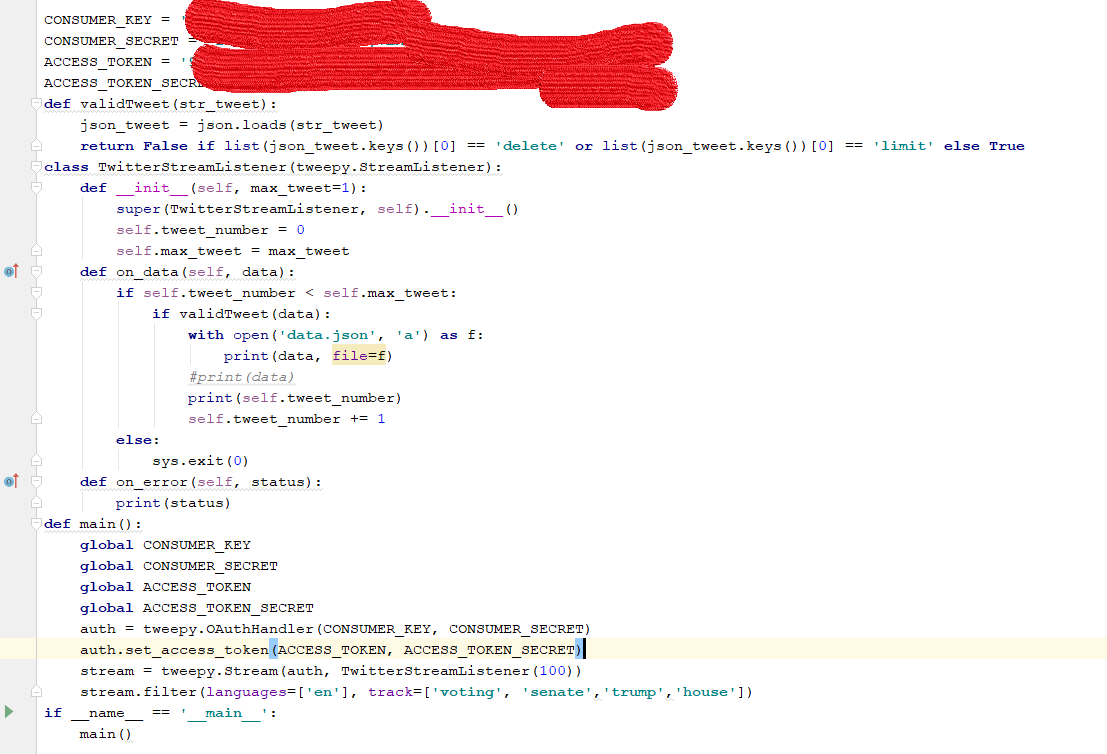 CONSUMER_KEY = '
CONSUMER_SECRET =
ACCESS_TOKEN = '
def validTweet(str_tweet):
    json_tweet = json.loads(str_tweet)
    return False if list(json_tweet.keys())[0] == 'delete' or list(json_tweet.keys())[0] == 'limit' else True
class TwitterStreamListener(tweepy.StreamListener):
    def __init__(self, max_tweet=1):
        super(TwitterStreamListener, self).__init__()
        self.tweet_number = 0
        self.max_tweet = max_tweet
    def on_data(self, data):
        if self.tweet_number < self.max_tweet:
            if validTweet(data):
                with open('data.json', 'a') as f:
                    print(data, file=f)
                #print(data)
                print(self.tweet_number)
                self.tweet_number += 1
        else:
            sys.exit(0)
    def on_error(self, status):
        print(status)
def main():
    global CONSUMER_KEY
    global CONSUMER_SECRET
    global ACCESS_TOKEN
    global ACCESS_TOKEN_SECRET
    auth = tweepy.OAuthHandler(CONSUMER_KEY, CONSUMER_SECRET)
    auth.set_access_token(ACCESS_TOKEN, ACCESS_TOKEN_SECRET)
    stream = tweepy.Stream(auth, TwitterStreamListener(100))
    stream.filter(languages=['en'], track=['voting', 'senate','trump','house'])
if __name__ == '__main__':
    main()